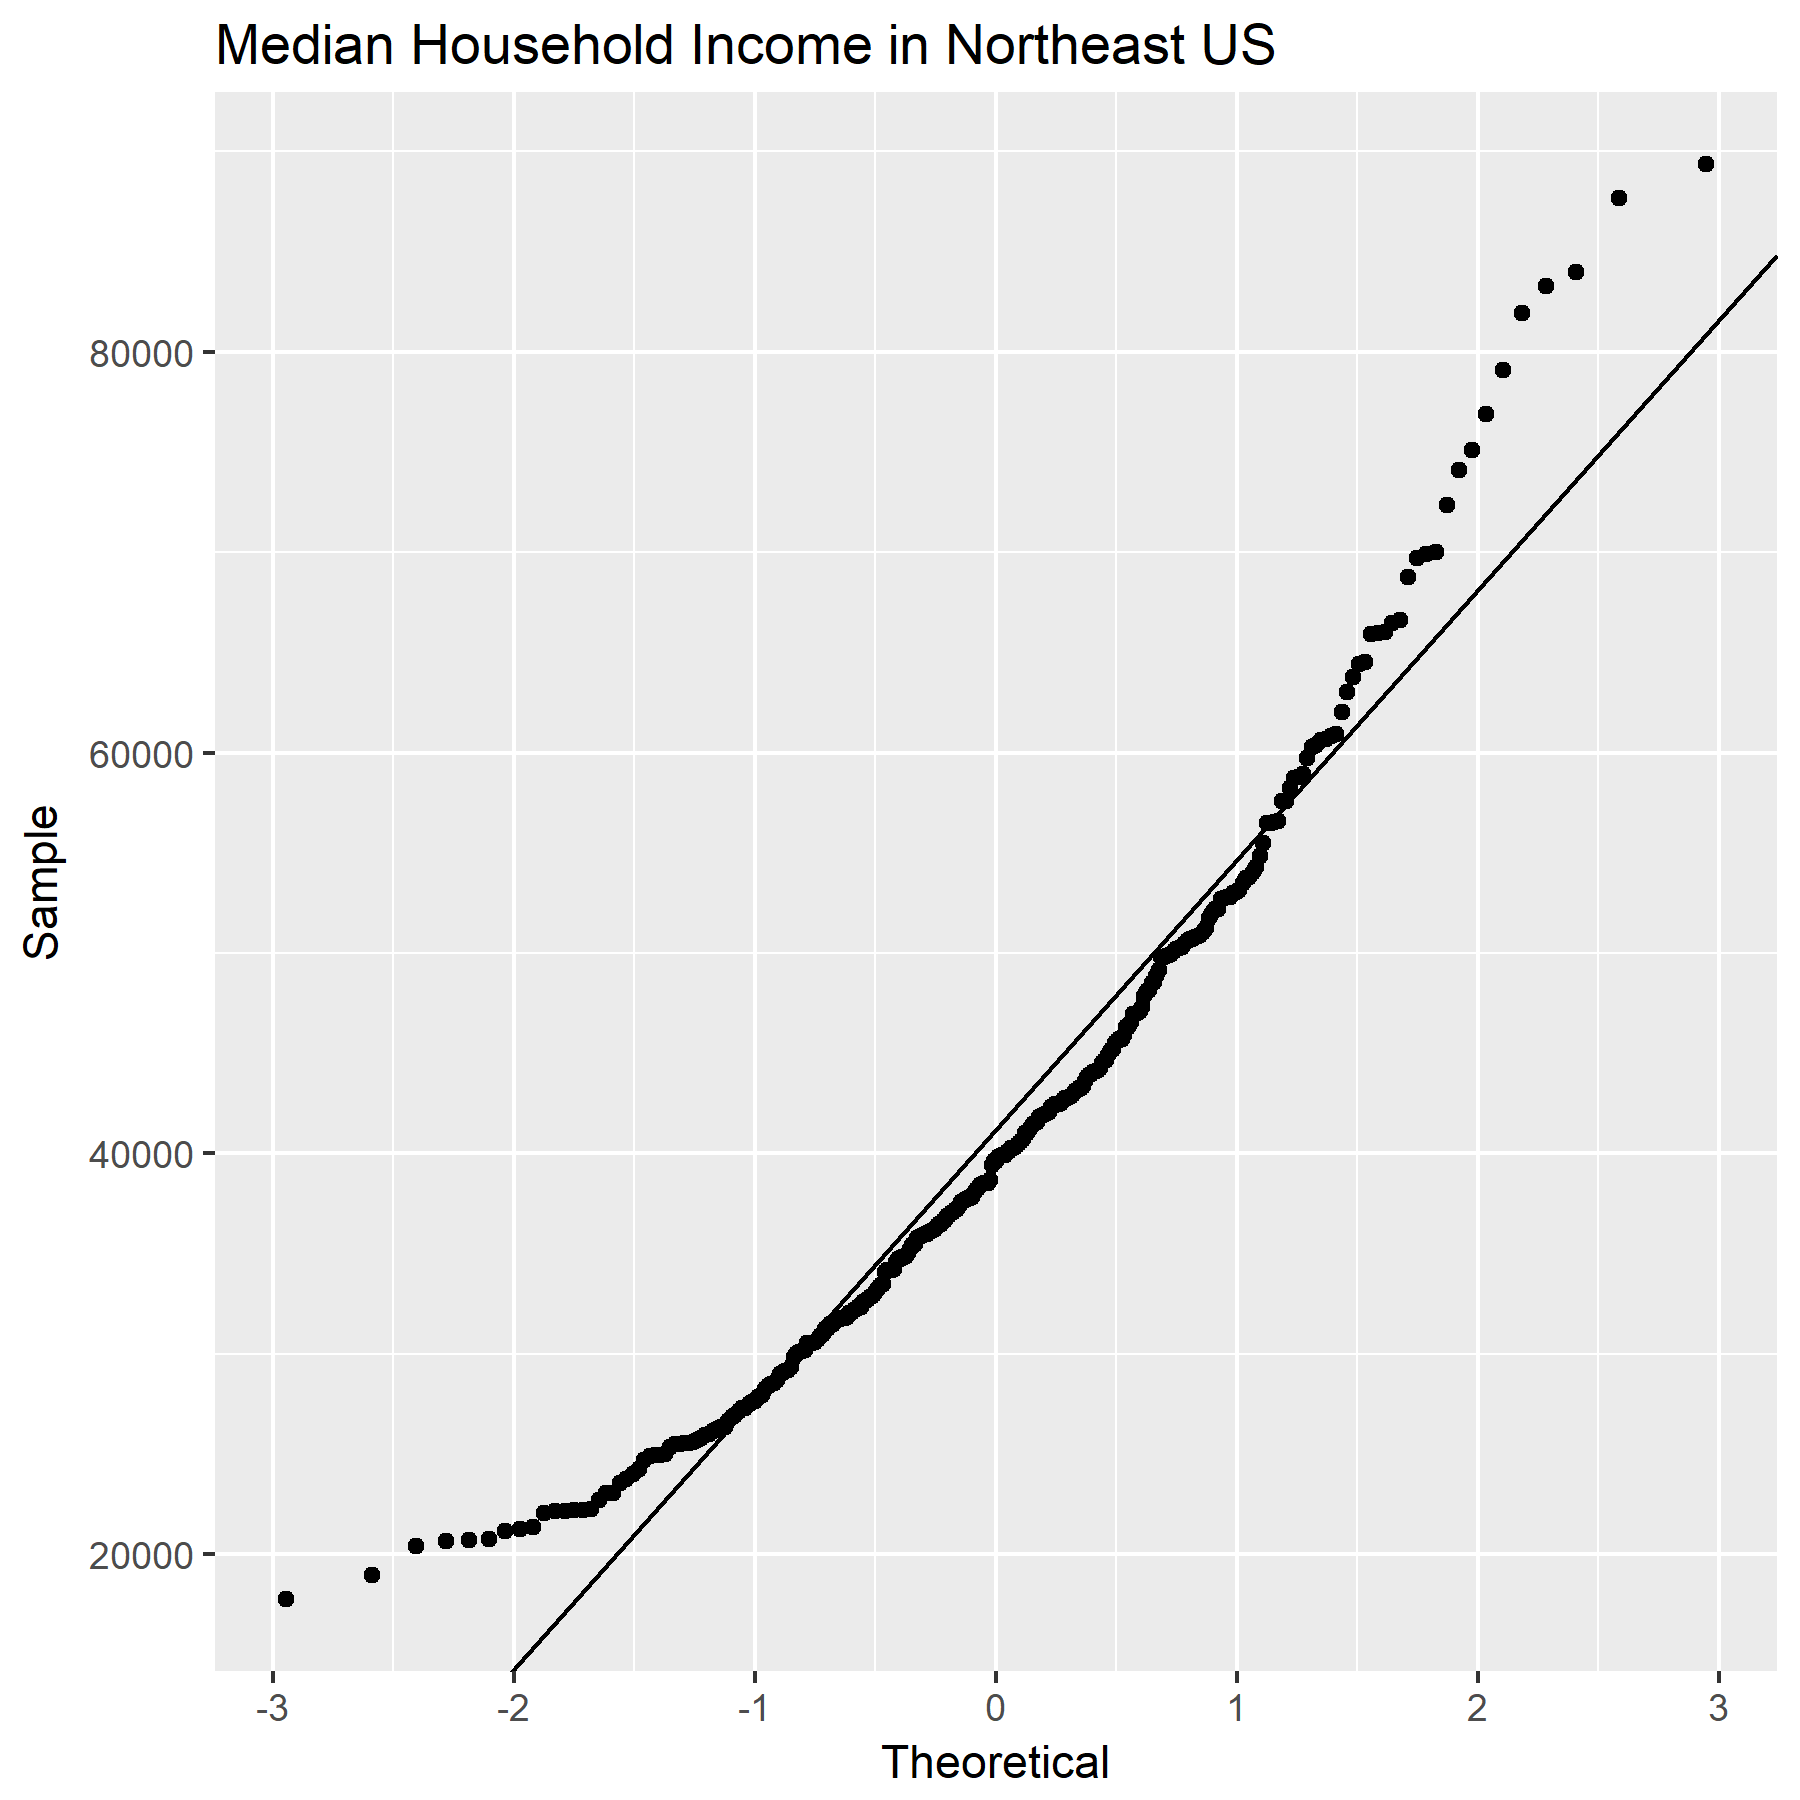 Median Household Income in Northeast US
80000
60000
40000
20000
Sample
-3 -2 -1 0 1 2 3
Theoretical